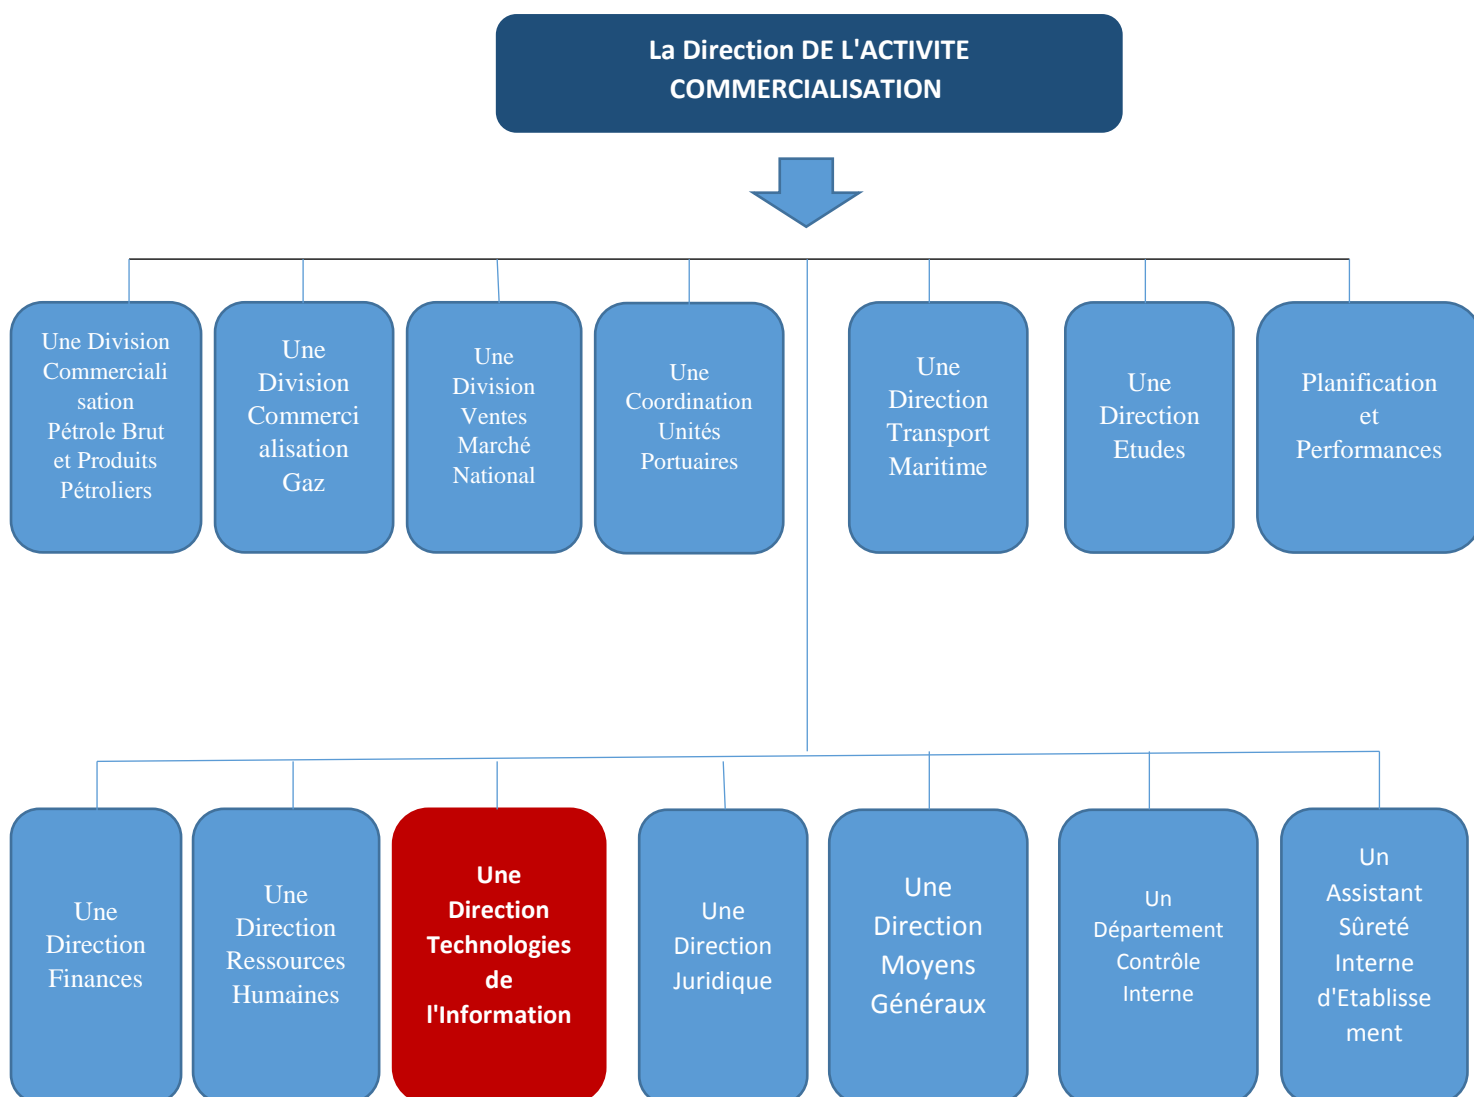 La Direction DE L'ACTIVITE
COMMERCIALISATION
Une Division
Commerciali
sation
Pétrole Brut
et Produits
Pétroliers
Une
Division
Commerci
alisation
Gaz
Une
Division
Ventes
Marché
National
Une
Coordination
Unités
Portuaires
Une
Direction
Transport
Maritime
Une
Direction
Etudes
Planification
et
Performances
Une
Direction
Finances
Une
Direction
Ressources
Humaines
Une
Direction
Technologies
de
l'Information
Une
Direction
Juridique
Une
Direction
Moyens
Généraux
Un
Département
Contrôle
Interne
Un
Assistant
Sûreté
Interne
d'Etablisse
ment